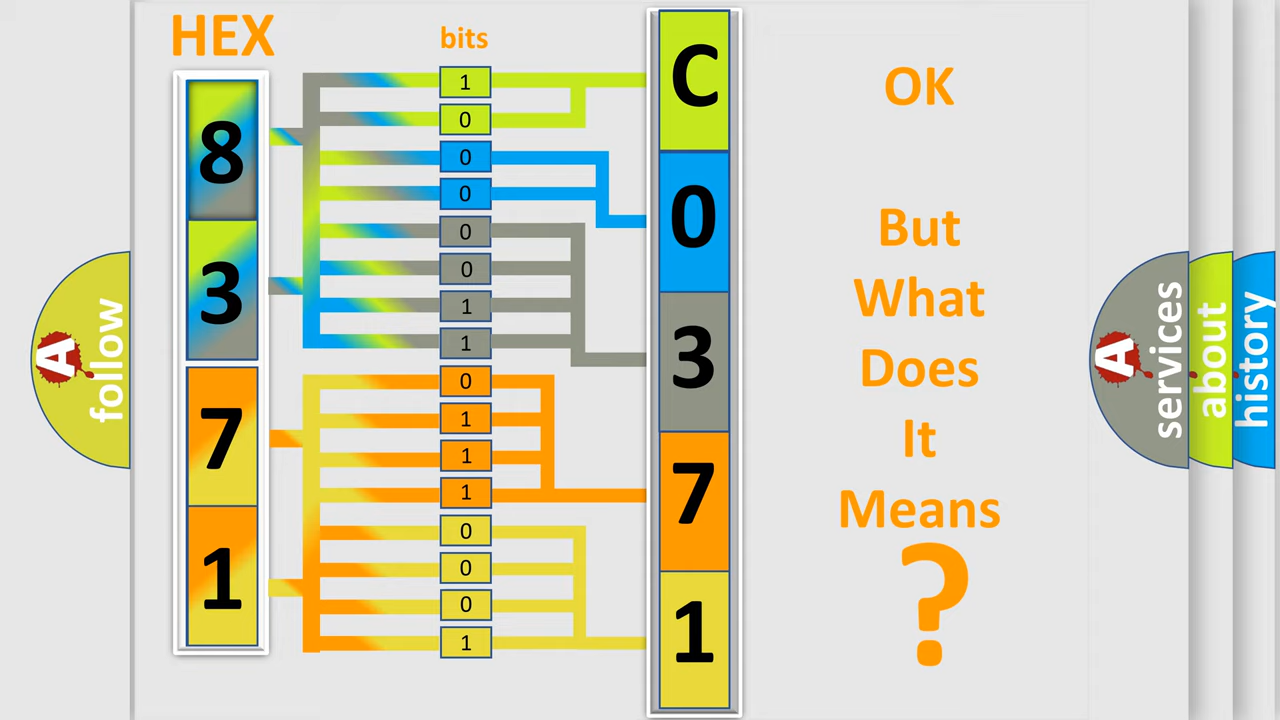 HEX
bits
8
3
7
1
1
0
0
0
0
0
1
1
0
1
1
1
0
0
0
1
C
0
3
7
1
OK
But
What
Does
It
Means
?
A
follow
A
services
about
history